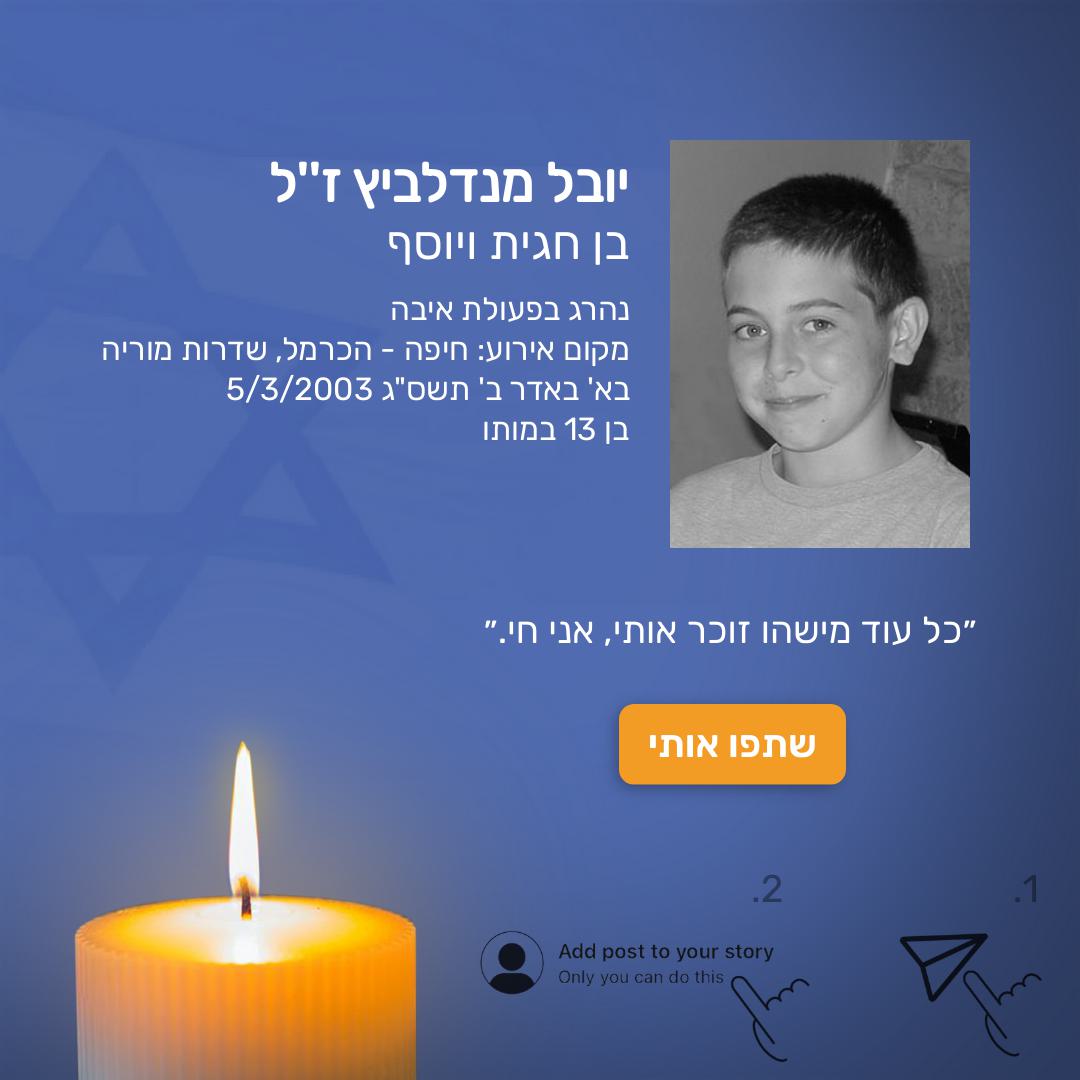 יובל מנדלביץ ז"ל
בן חגית ויוסף
נהרג בפעולת איבה
מקום אירוע: חיפה - הכרמל, שדרות מוריה
בא' באדר ב' תשס"ג 5/3/2003
בן 13 במותו
״כל עוד מישהו זוכר אותי, אני חי.״
שתפו אותי
1.
2.
Add post to your story
Only you can do this